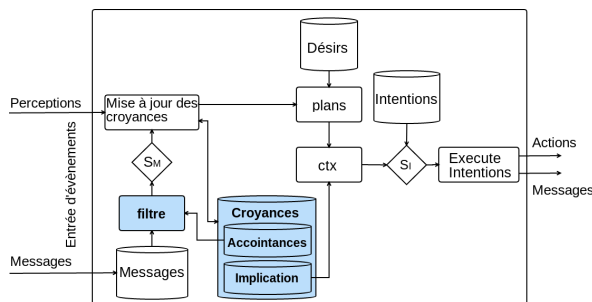 Désirs
Perceptions
Mise à jour des
croyances
plans
Intentions
Entrée d'évènements
SM
ctx
SI
Execute
Intentions
Actions
Messages
filtre
Croyances
Accointances
Implication
Messages
Messages